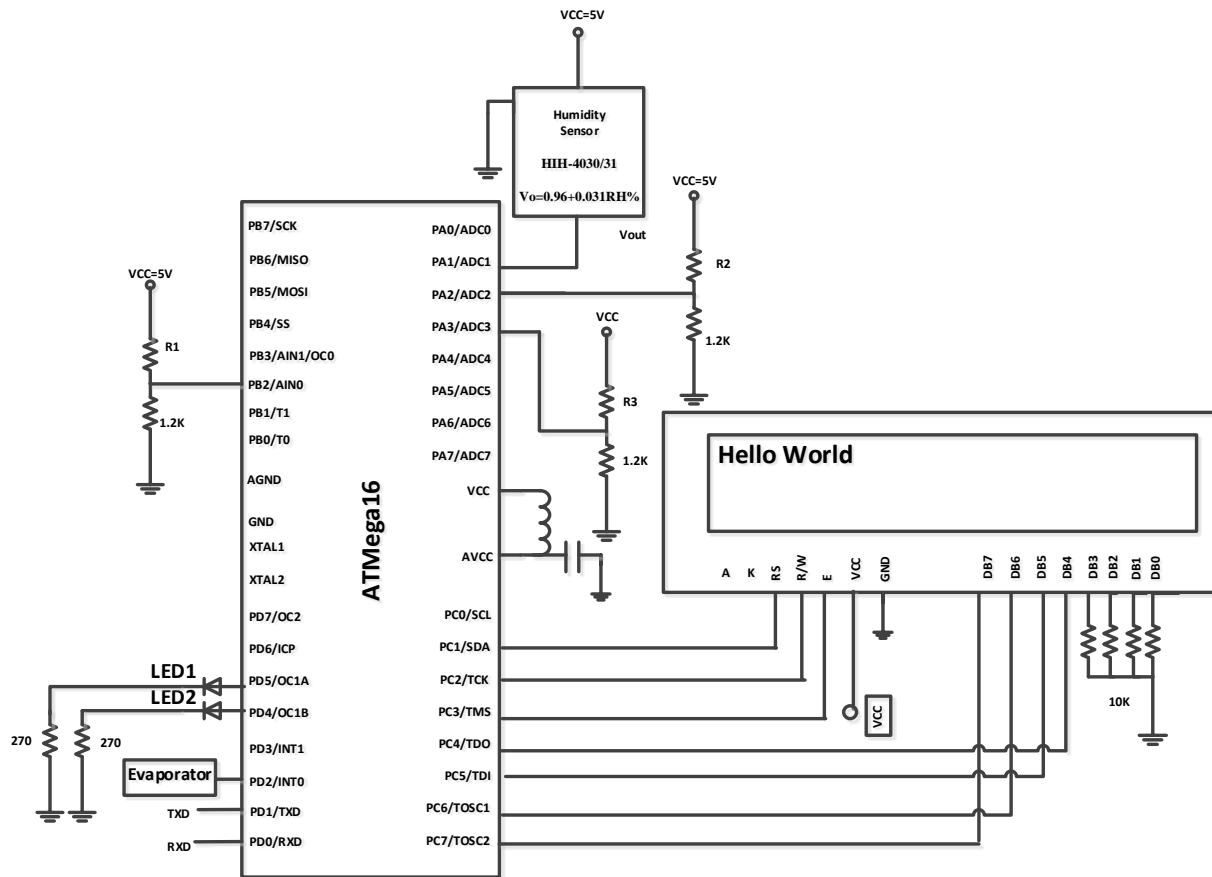 VCC=5V
Humidity
Sensor
HIH-4030/31
Vo=0.96+0.031RH%
Vout
VCC=5V
R2
1.2K
VCC
R3
1.2K
VCC=5V
R1
1.2K
ATMega16
PB7/SCK
PB6/MISO
PB5/MOSI
PB4/SS
PB3/AIN1/OC0
PB2/AIN0
PB1/T1
PB0/T0
AGND
GND
XTAL1
XTAL2
PD7/OC2
PD6/ICP
PD5/OC1A
PD4/OC1B
PD3/INT1
PD2/INT0
PD1/TXD
PD0/RXD
PA0/ADC0
PA1/ADC1
PA2/ADC2
PA3/ADC3
PA4/ADC4
PA5/ADC5
PA6/ADC6
PA7/ADC7
VCC
AVCC
PC0/SCL
PC1/SDA
PC2/TCK
PC3/TMS
PC4/TDO
PC5/TDI
PC6/TOSC1
PC7/TOSC2
LED1
LED2
270
270
Evaporator
TXD
RXD
Hello World
A
K
RS
R/W
E
VCC
GND
DB7
DB6
DB5
DB4
DB3
DB2
DB1
DB0
VCC
10K